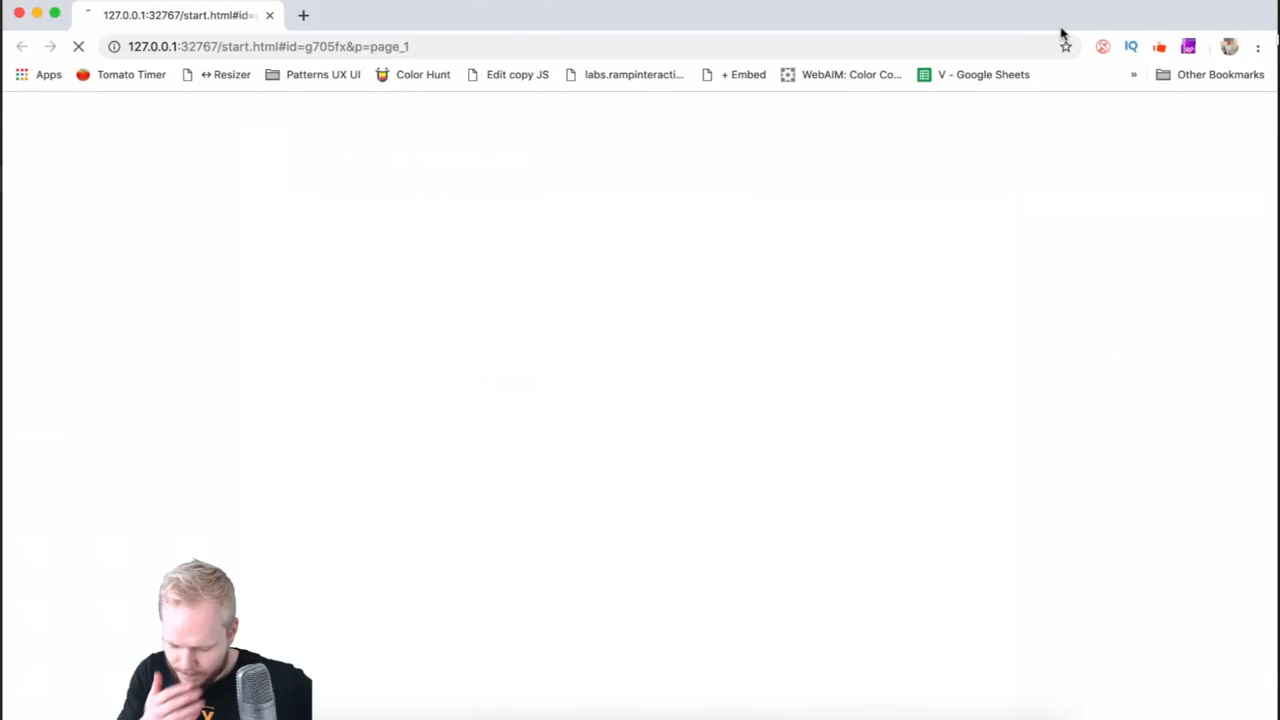 127.0.0.1:32767/start.html#id=
127.0.0.1:32767/start.html#id=g705fx&p=page_1
IQ
RP
Apps Tomato Timer ↔Resizer Patterns UX UI Color Hunt Edit copy JS labs.rampinteracti... + Embed WebAIM: Color Co... V - Google Sheets » Other Bookmarks